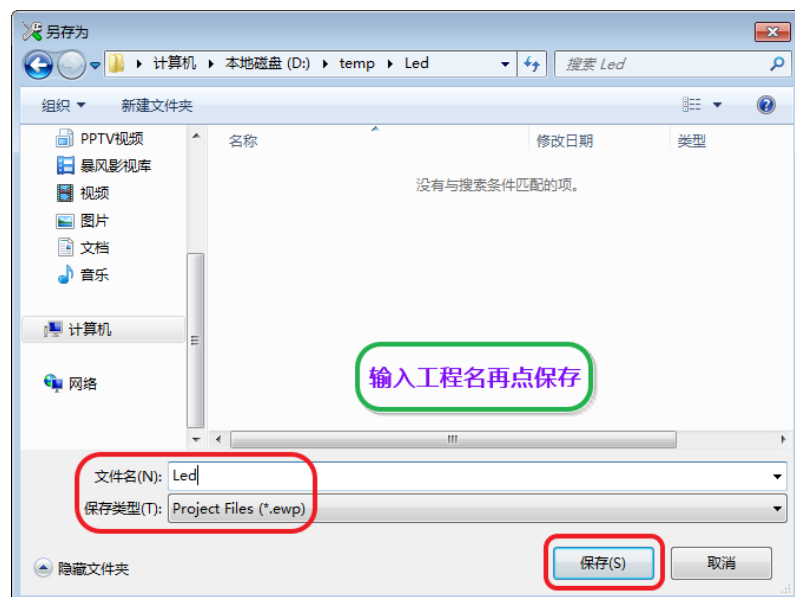 另存为
计算机 本地磁盘 (D:) temp Led
搜索 Led
组织 新建文件夹
PPTV视频
暴风影视库
视频
图片
文档
音乐
计算机
网络
名称 修改日期 类型
没有与搜索条件匹配的项。
输入工程名再点保存
文件名(N): Led
保存类型(T): Project Files (*.ewp)
隐藏文件夹
保存(S) 取消